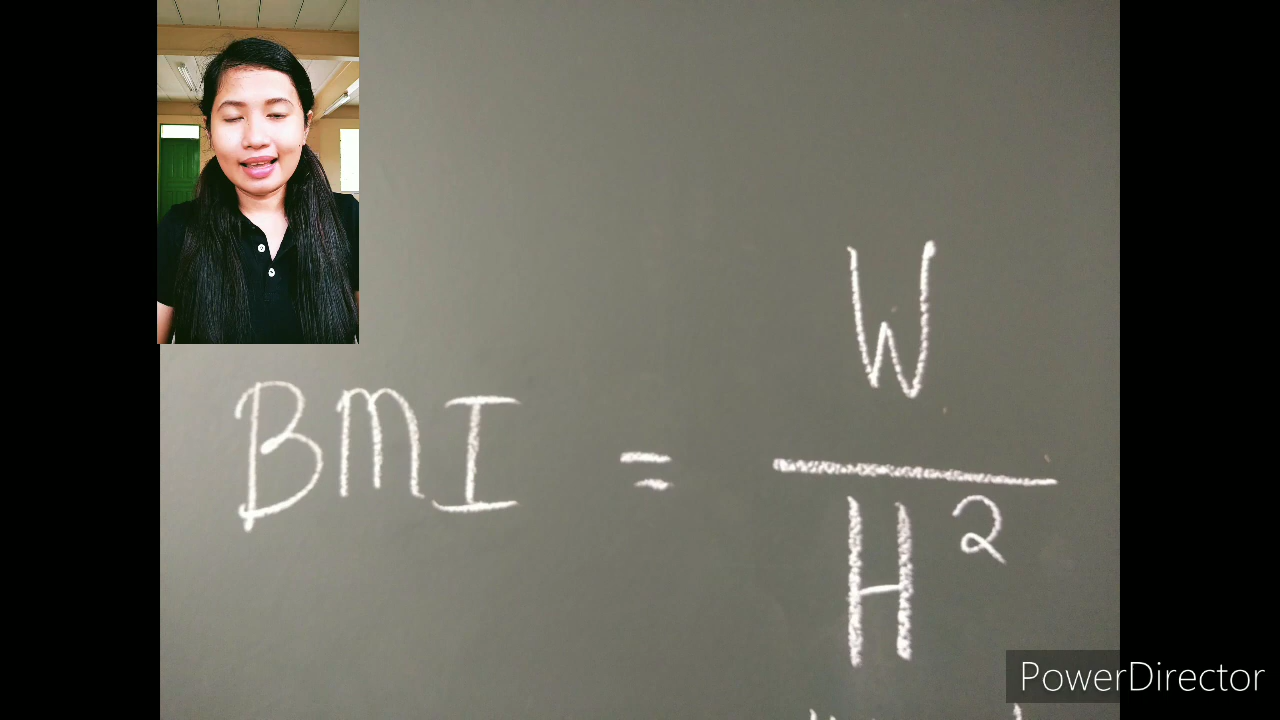 W
BMI =
H²
PowerDirector